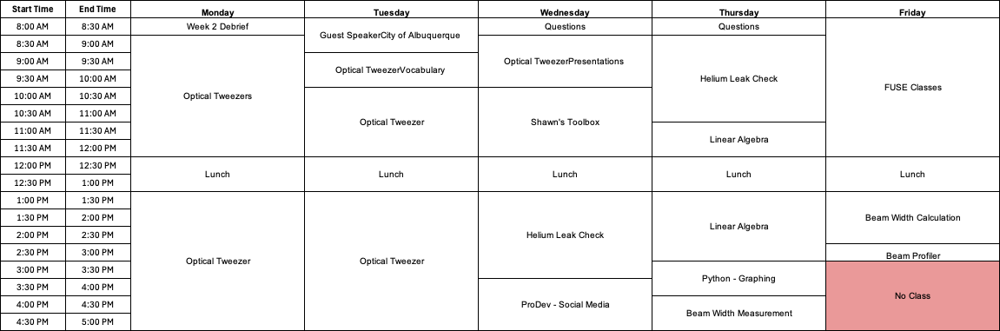 Start Time End Time Monday Tuesday Wednesday Thursday Friday
8:00 AM 8:30 AM Week 2 Debrief Guest SpeakerCity of Albuquerque Questions Questions FUSE Classes
8:30 AM 9:00 AM Optical Tweezers Optical TweezerPresentations Helium Leak Check
9:00 AM 9:30 AM Optical TweezerVocabulary
9:30 AM 10:00 AM
10:00 AM 10:30 AM Optical Tweezer Shawn's Toolbox
10:30 AM 11:00 AM
11:00 AM 11:30 AM Linear Algebra
11:30 AM 12:00 PM
12:00 PM 12:30 PM Lunch Lunch Lunch Lunch Lunch
12:30 PM 1:00 PM
1:00 PM 1:30 PM Optical Tweezer Optical Tweezer Helium Leak Check Linear Algebra Beam Width Calculation
1:30 PM 2:00 PM
2:00 PM 2:30 PM
2:30 PM 3:00 PM Beam Profiler
3:00 PM 3:30 PM Python - Graphing No Class
3:30 PM 4:00 PM ProDev - Social Media
4:00 PM 4:30 PM Beam Width Measurement
4:30 PM 5:00 PM